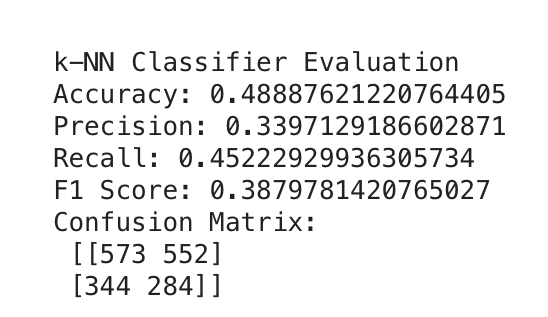 k-NN Classifier Evaluation
Accuracy: 0.48887621220764405
Precision: 0.3397129186602871
Recall: 0.45222929936305734
F1 Score: 0.3879781420765027
Confusion Matrix:
[[573 552]
[344 284]]